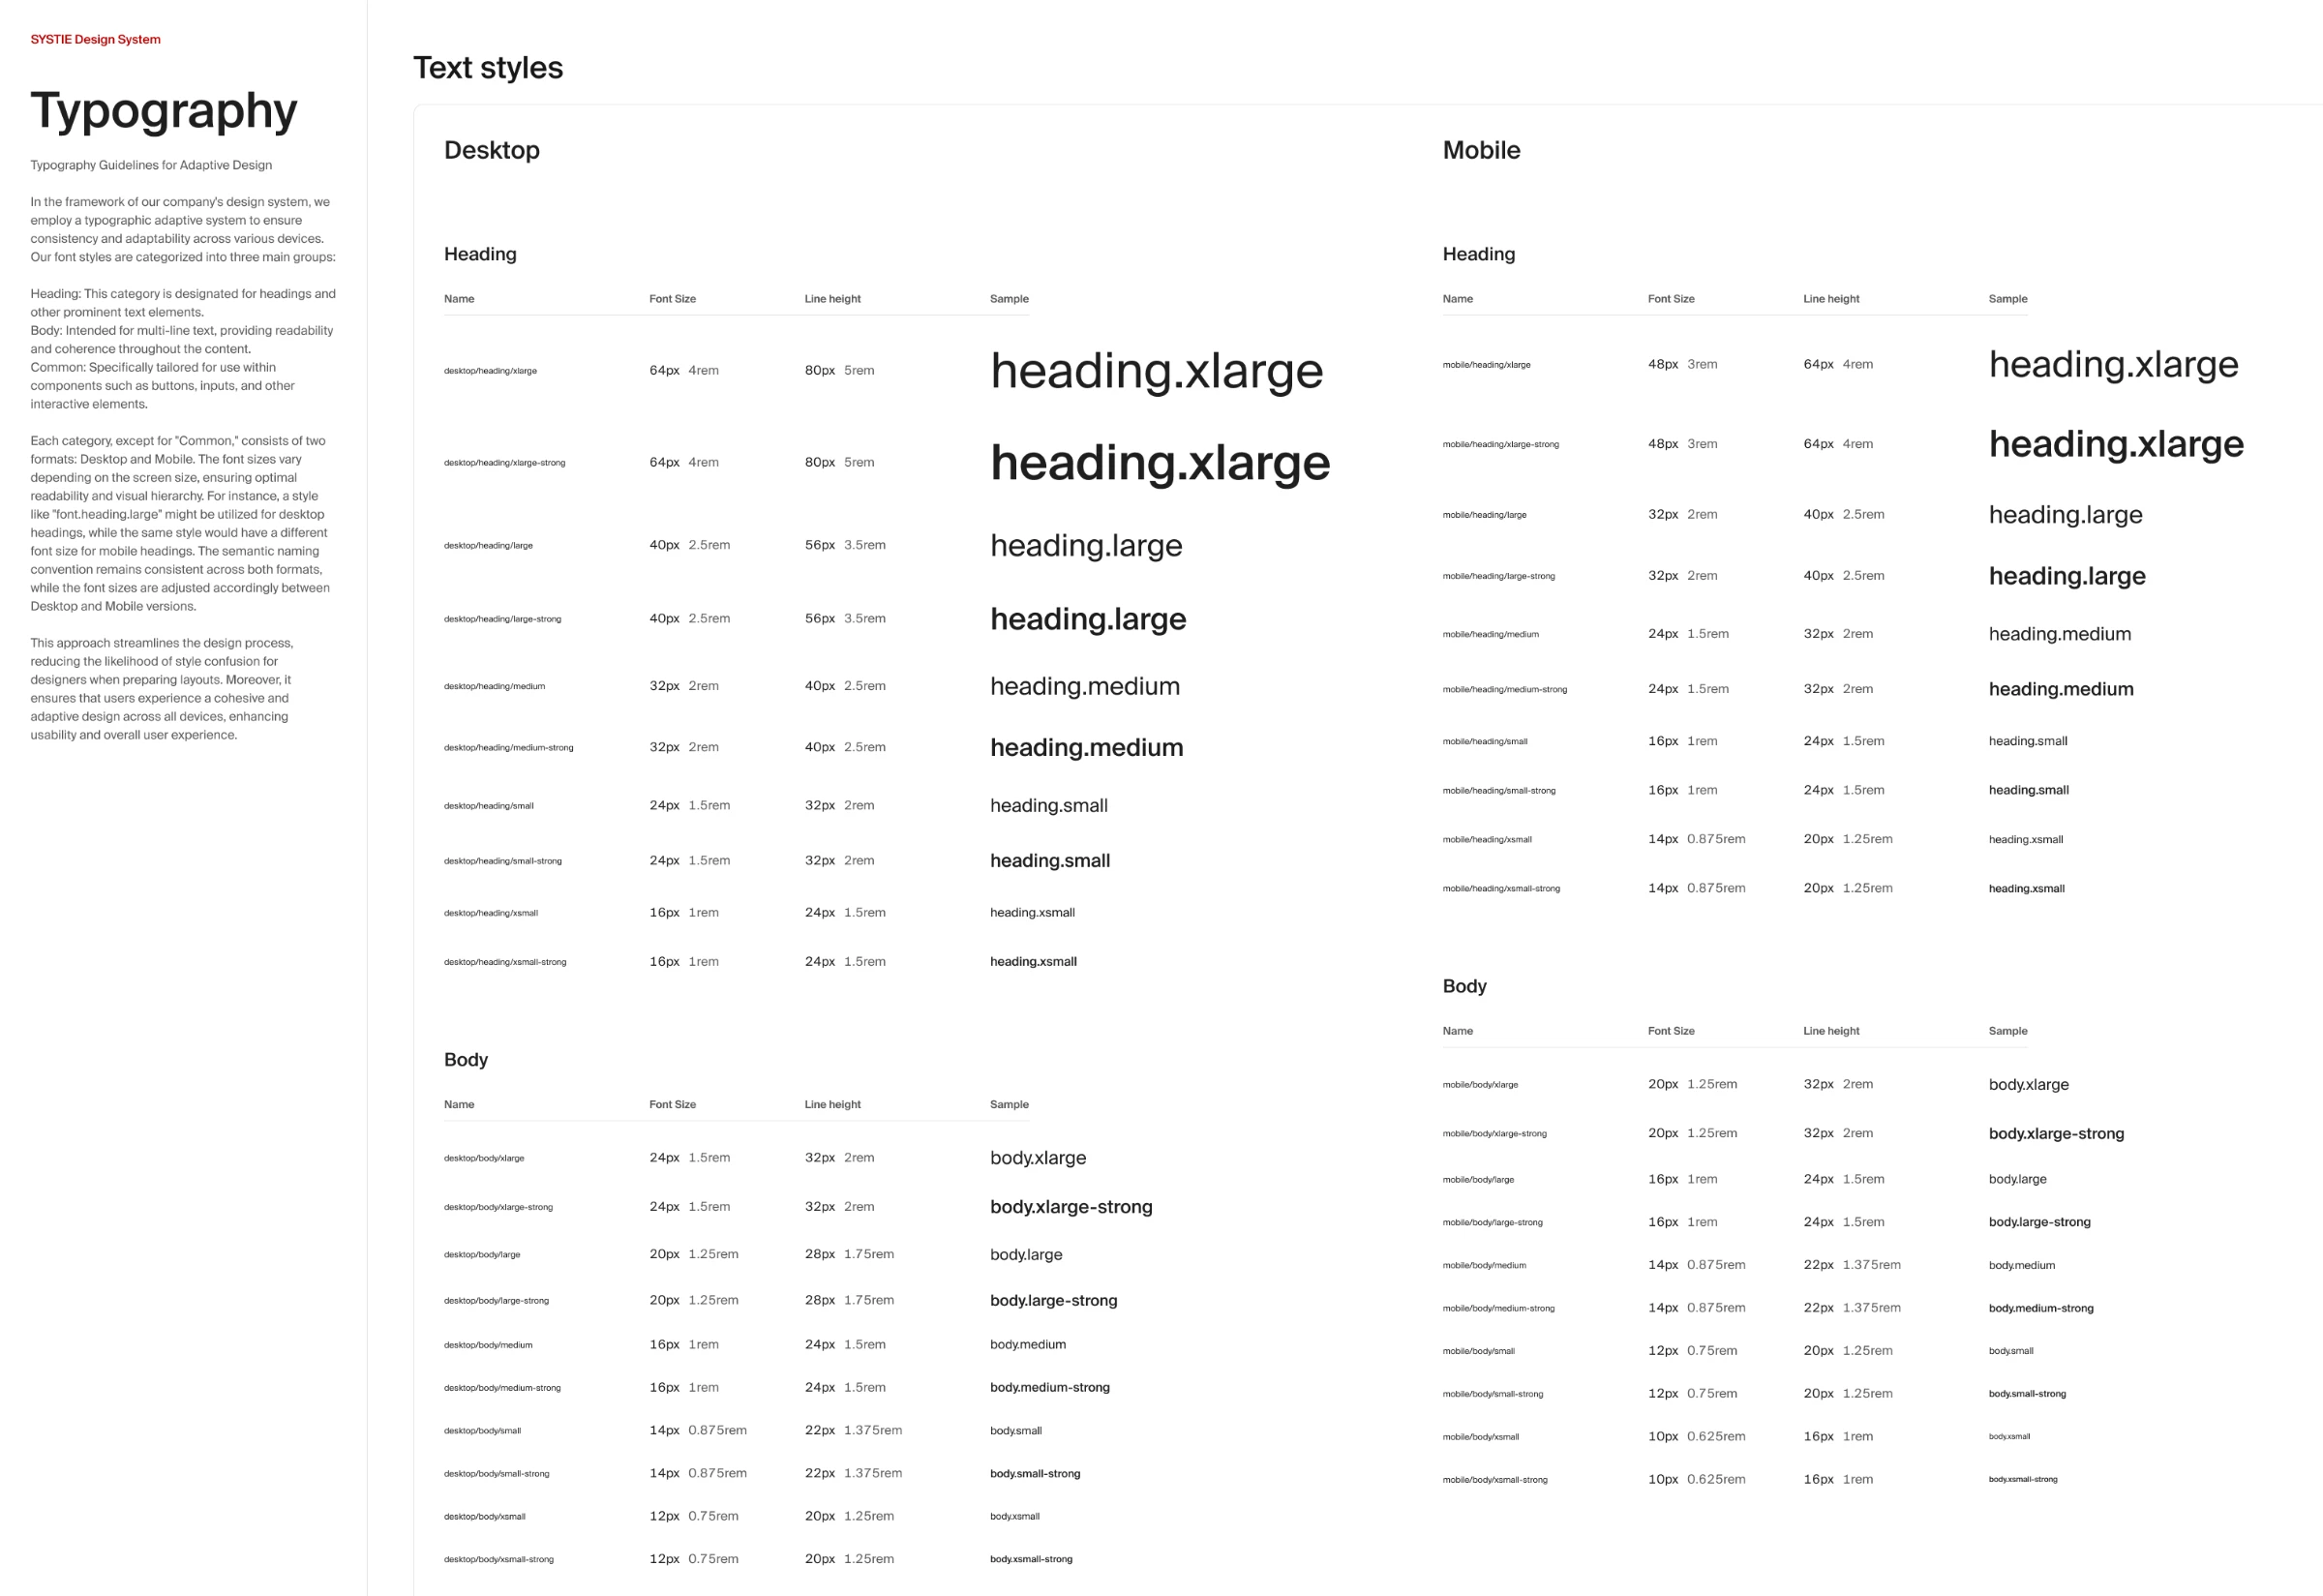 SYSTIE Design System
Typography
Typography Guidelines for Adaptive Design
In the framework of our company's design system, we
employ a typographic adaptive system to ensure
consistency and adaptability across various devices.
Our font styles are categorized into three main groups:
Heading: This category is designated for headings and
other prominent text elements.
Body: Intended for multi-line text, providing readability
and coherence throughout the content.
Common: Specifically tailored for use within
components such as buttons, inputs, and other
interactive elements.
Each category, except for "Common," consists of two
formats: Desktop and Mobile. The font sizes vary
depending on the screen size, ensuring optimal
readability and visual hierarchy. For instance, a style
like "font.heading.large" might be utilized for desktop
headings, while the same style would have a different
font size for mobile headings. The semantic naming
convention remains consistent across both formats,
while the font sizes are adjusted accordingly between
Desktop and Mobile versions.
This approach streamlines the design process,
reducing the likelihood of style confusion for
designers when preparing layouts. Moreover, it
ensures that users experience a cohesive and
adaptive design across all devices, enhancing
usability and overall user experience.
Text styles
Desktop
Heading
Name Font Size Line height Sample
desktop/heading/xlarge 64px 4rem 80px 5rem heading.xlarge
desktop/heading/xlarge-strong 64px 4rem 80px 5rem heading.xlarge
desktop/heading/large 40px 2.5rem 56px 3.5rem heading.large
desktop/heading/large-strong 40px 2.5rem 56px 3.5rem heading.large
desktop/heading/medium 32px 2rem 40px 2.5rem heading.medium
desktop/heading/medium-strong 32px 2rem 40px 2.5rem heading.medium
desktop/heading/small 24px 1.5rem 32px 2rem heading.small
desktop/heading/small-strong 24px 1.5rem 32px 2rem heading.small
desktop/heading/xsmall 16px 1rem 24px 1.5rem heading.xsmall
desktop/heading/xsmall-strong 16px 1rem 24px 1.5rem heading.xsmall
Body
Name Font Size Line height Sample
desktop/body/xlarge 24px 1.5rem 32px 2rem body.xlarge
desktop/body/xlarge-strong 24px 1.5rem 32px 2rem body.xlarge-strong
desktop/body/large 20px 1.25rem 28px 1.75rem body.large
desktop/body/large-strong 20px 1.25rem 28px 1.75rem body.large-strong
desktop/body/medium 16px 1rem 24px 1.5rem body.medium
desktop/body/medium-strong 16px 1rem 24px 1.5rem body.medium-strong
desktop/body/small 14px 0.875rem 22px 1.375rem body.small
desktop/body/small-strong 14px 0.875rem 22px 1.375rem body.small-strong
desktop/body/xsmall 12px 0.75rem 20px 1.25rem body.xsmall
desktop/body/xsmall-strong 12px 0.75rem 20px 1.25rem body.xsmall-strong
Mobile
Heading
Name Font Size Line height Sample
mobile/heading/xlarge 48px 3rem 64px 4rem heading.xlarge
mobile/heading/xlarge-strong 48px 3rem 64px 4rem heading.xlarge
mobile/heading/large 32px 2rem 40px 2.5rem heading.large
mobile/heading/large-strong 32px 2rem 40px 2.5rem heading.large
mobile/heading/medium 24px 1.5rem 32px 2rem heading.medium
mobile/heading/medium-strong 24px 1.5rem 32px 2rem heading.medium
mobile/heading/small 16px 1rem 24px 1.5rem heading.small
mobile/heading/small-strong 16px 1rem 24px 1.5rem heading.small
mobile/heading/xsmall 14px 0.875rem 20px 1.25rem heading.xsmall
mobile/heading/xsmall-strong 14px 0.875rem 20px 1.25rem heading.xsmall
Body
Name Font Size Line height Sample
mobile/body/xlarge 20px 1.25rem 32px 2rem body.xlarge
mobile/body/xlarge-strong 20px 1.25rem 32px 2rem body.xlarge-strong
mobile/body/large 16px 1rem 24px 1.5rem body.large
mobile/body/large-strong 16px 1rem 24px 1.5rem body.large-strong
mobile/body/medium 14px 0.875rem 22px 1.375rem body.medium
mobile/body/medium-strong 14px 0.875rem 22px 1.375rem body.medium-strong
mobile/body/small 12px 0.75rem 20px 1.25rem body.small
mobile/body/small-strong 12px 0.75rem 20px 1.25rem body.small-strong
mobile/body/xsmall 10px 0.625rem 16px 1rem body.xsmall
mobile/body/xsmall-strong 10px 0.625rem 16px 1rem body.xsmall-strong